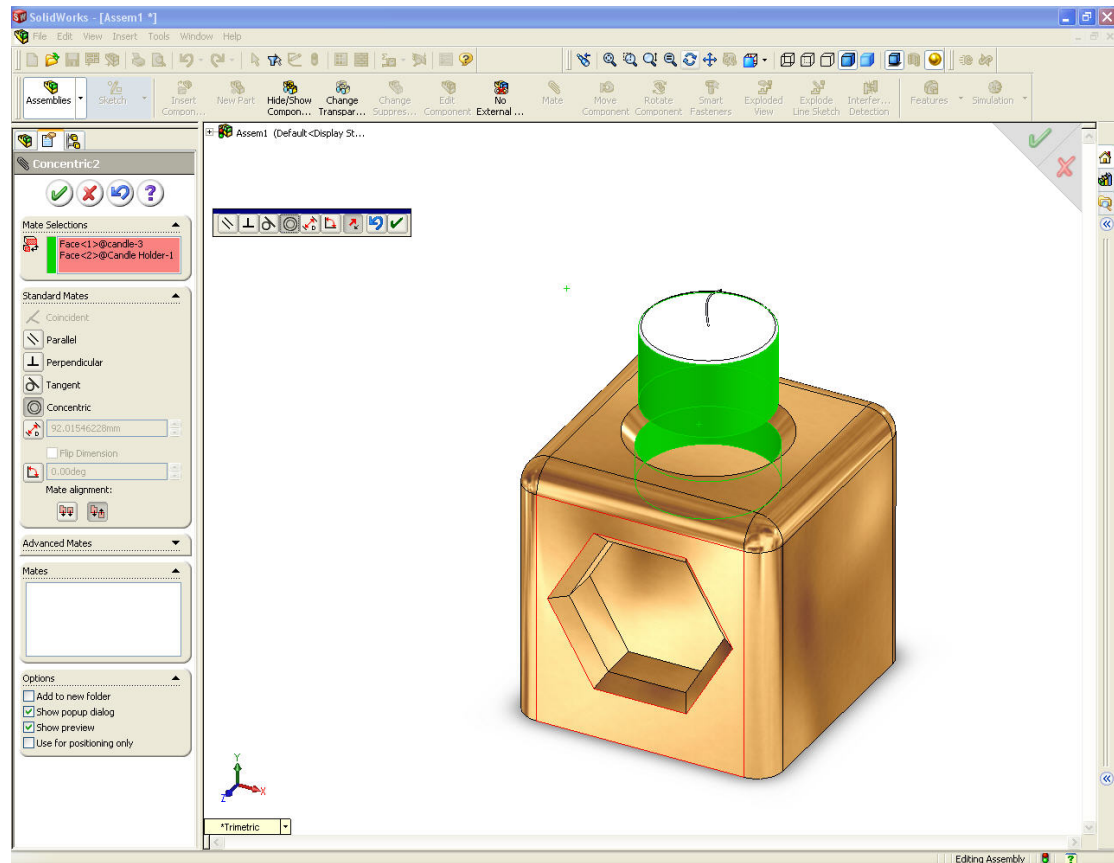 SolidWorks - [Assem1 *]
File Edit View Insert Tools Window Help
Assemblies
Sketch
Insert Compon...
New Part
Hide/Show Compon...
Change Transpar...
Change Suppres...
Edit Component
No External ...
Mate
Move Component
Rotate Component
Smart Fasteners
Exploded View
Explode Line Sketch
Interfer... Detection
Features
Simulation
Assem1 (Default<Display St...
Concentric2
Mate Selections
Face<1>@candle-3
Face<2>@Candle Holder-1
Standard Mates
Coincident
Parallel
Perpendicular
Tangent
Concentric
92.01546228mm
Flip Dimension
0.00deg
Mate alignment:
Advanced Mates
Mates
Options
Add to new folder
Show popup dialog
Show preview
Use for positioning only
Y
X
Z
*Trimetric
Editing Assembly